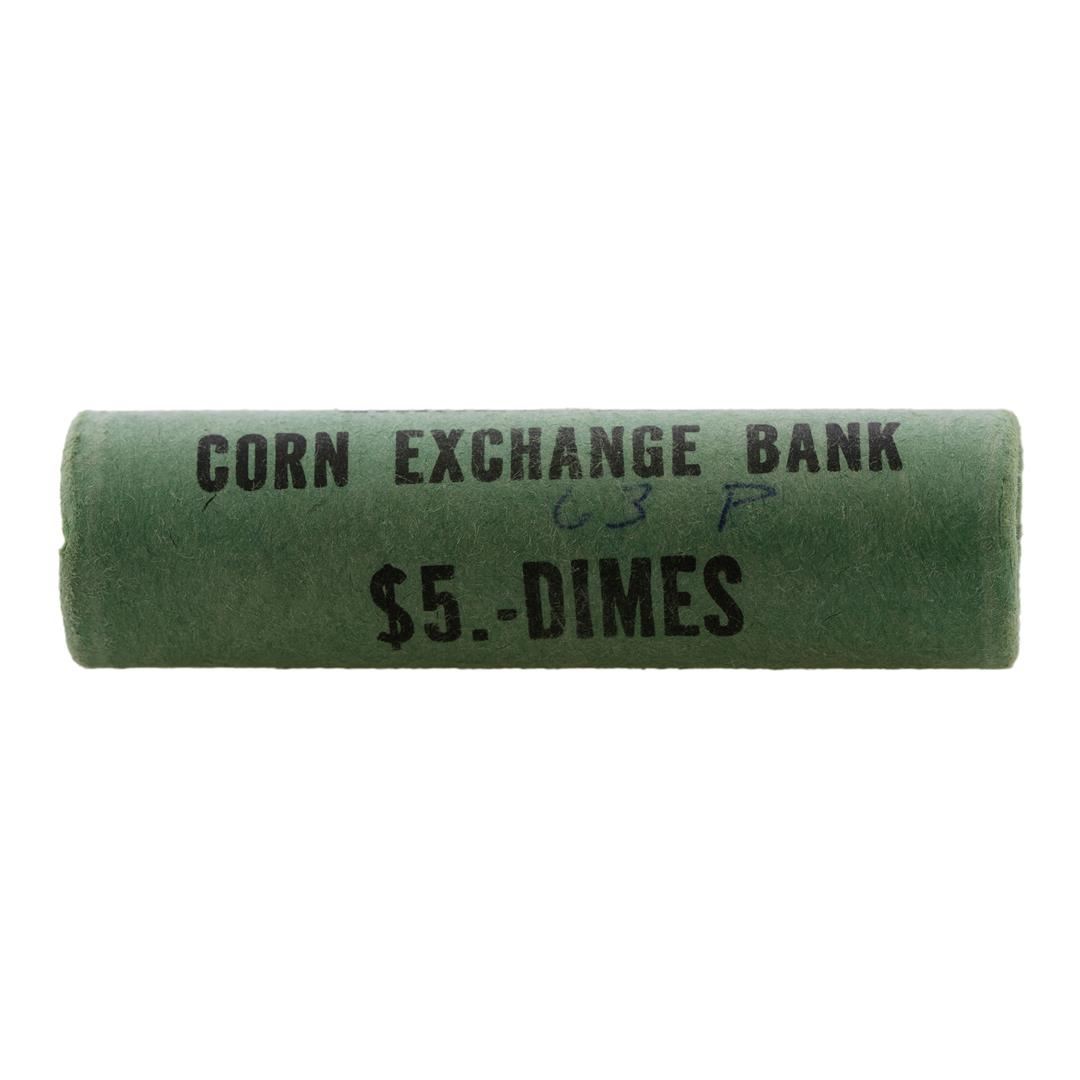 CORN EXCHANGE BANK
63 P
$5.-DIMES